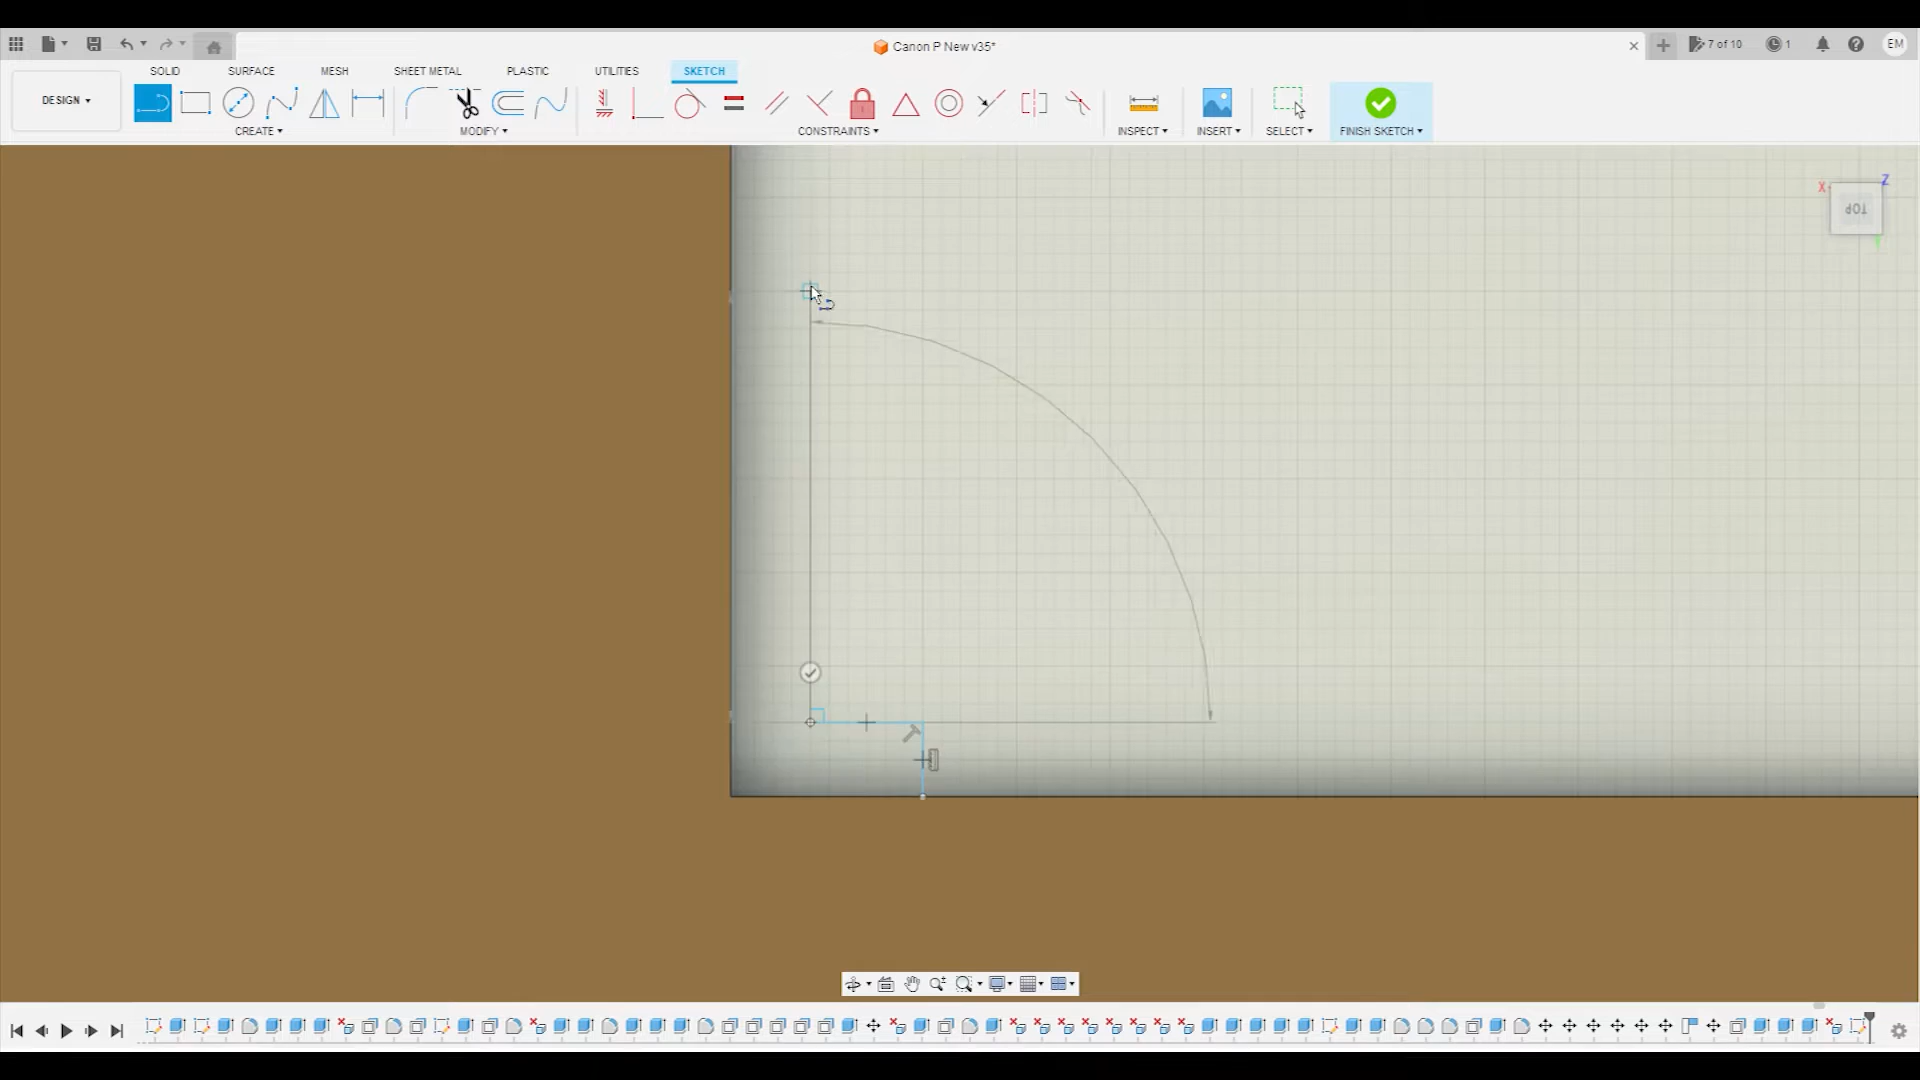 Canon P New v35*
7 of 10
1
EM
SOLID
SURFACE
MESH
SHEET METAL
PLASTIC
UTILITIES
SKETCH
DESIGN
CREATE
MODIFY
CONSTRAINTS
INSPECT
INSERT
SELECT
FINISH SKETCH
X
Z
TOP
Y